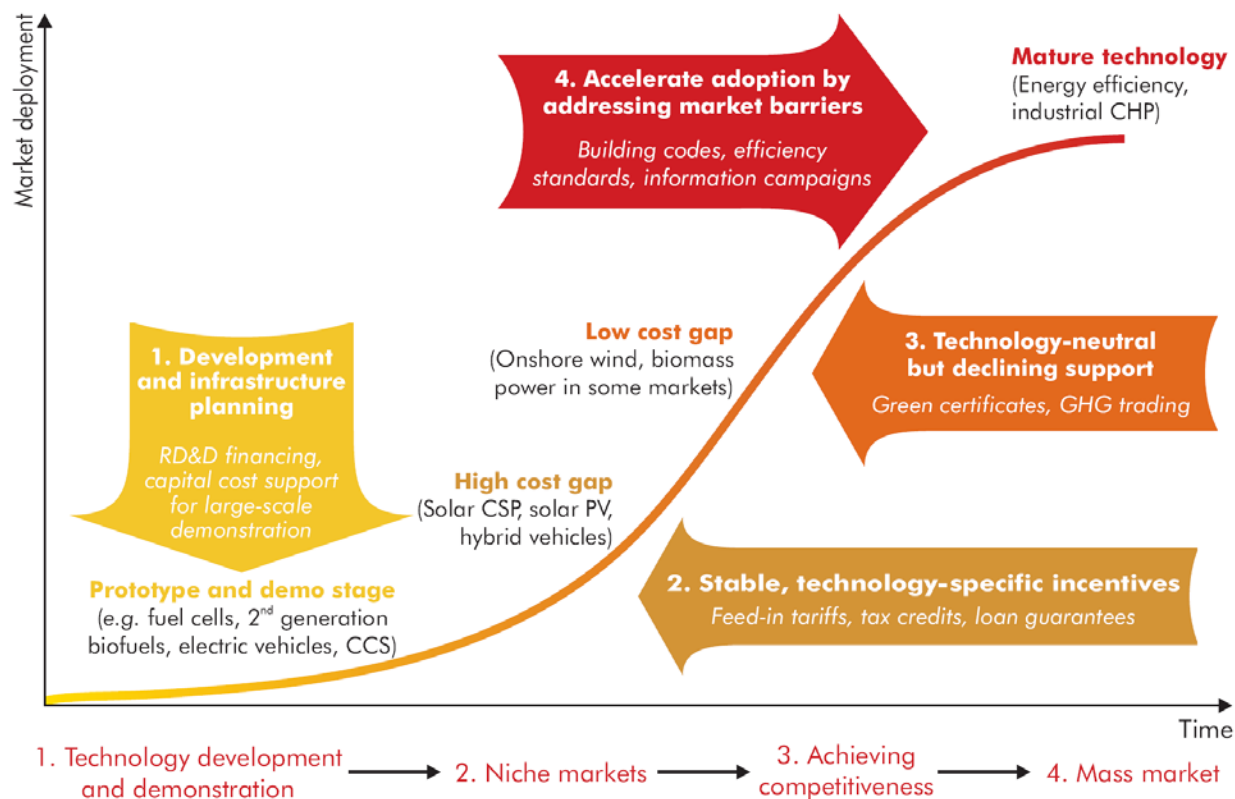 Market deployment
4. Accelerate adoption by
addressing market barriers
Building codes, efficiency
standards, information campaigns
Mature technology
(Energy efficiency,
industrial CHP)
1. Development
and infrastructure
planning
RD&D financing,
capital cost support
for large-scale
demonstration
Low cost gap
(Onshore wind, biomass
power in some markets)
3. Technology-neutral
but declining support
Green certificates, GHG trading
High cost gap
(Solar CSP, solar PV,
hybrid vehicles)
Prototype and demo stage
(e.g. fuel cells, 2nd generation
biofuels, electric vehicles, CCS)
2. Stable, technology-specific incentives
Feed-in tariffs, tax credits, loan guarantees
Time
1. Technology development
and demonstration
2. Niche markets
3. Achieving
competitiveness
4. Mass market